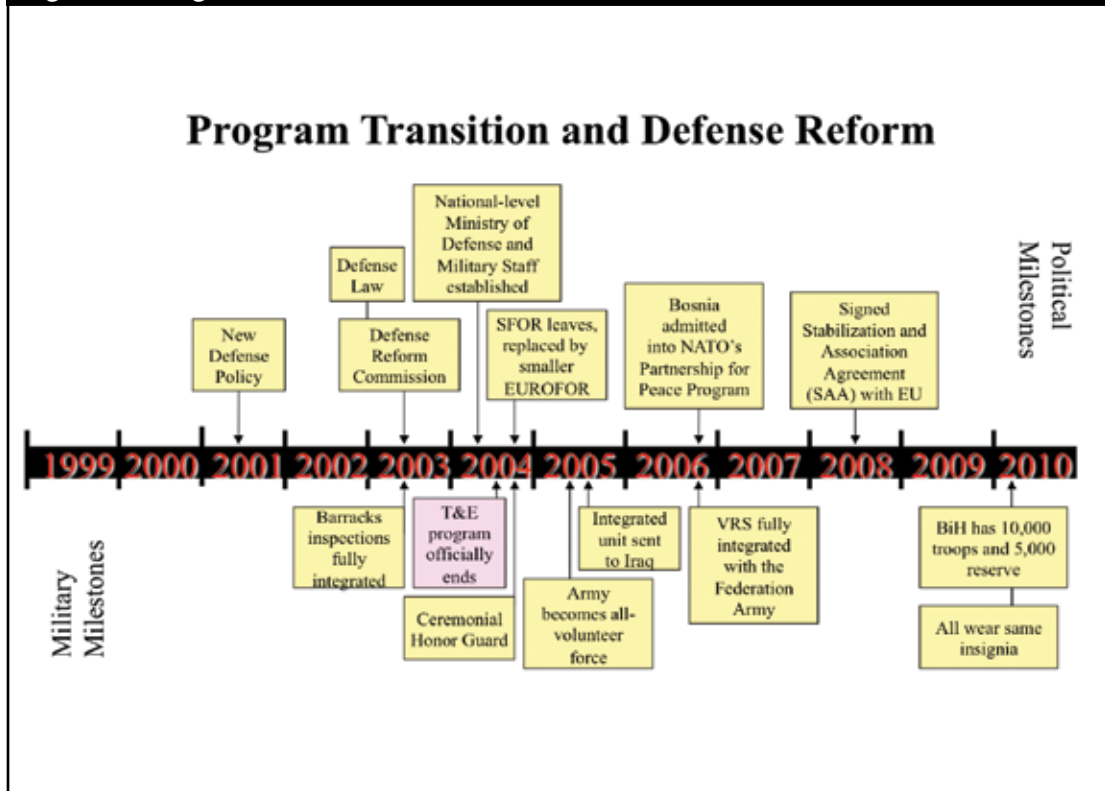 Program Transition and Defense Reform
National-level
Ministry of
Defense and
Military Staff
established
Defense
Law
New
Defense
Policy
Defense
Reform
Commission
SFOR leaves,
replaced by
smaller
EUROFOR
Bosnia
admitted
into NATO's
Partnership for
Peace Program
Signed
Stabilization and
Association
Agreement
(SAA) with EU
Political
Milestones
1999 2000 2001 2002 2003 2004 2005 2006 2007 2008 2009 2010
Military
Milestones
Barracks
inspections
fully
integrated
T&E
program
officially
ends
Ceremonial
Honor Guard
Integrated
unit sent
to Iraq
Army
becomes all-
volunteer
force
VRS fully
integrated
with the
Federation
Army
BiH has 10,000
troops and 5,000
reserve
All wear same
insignia